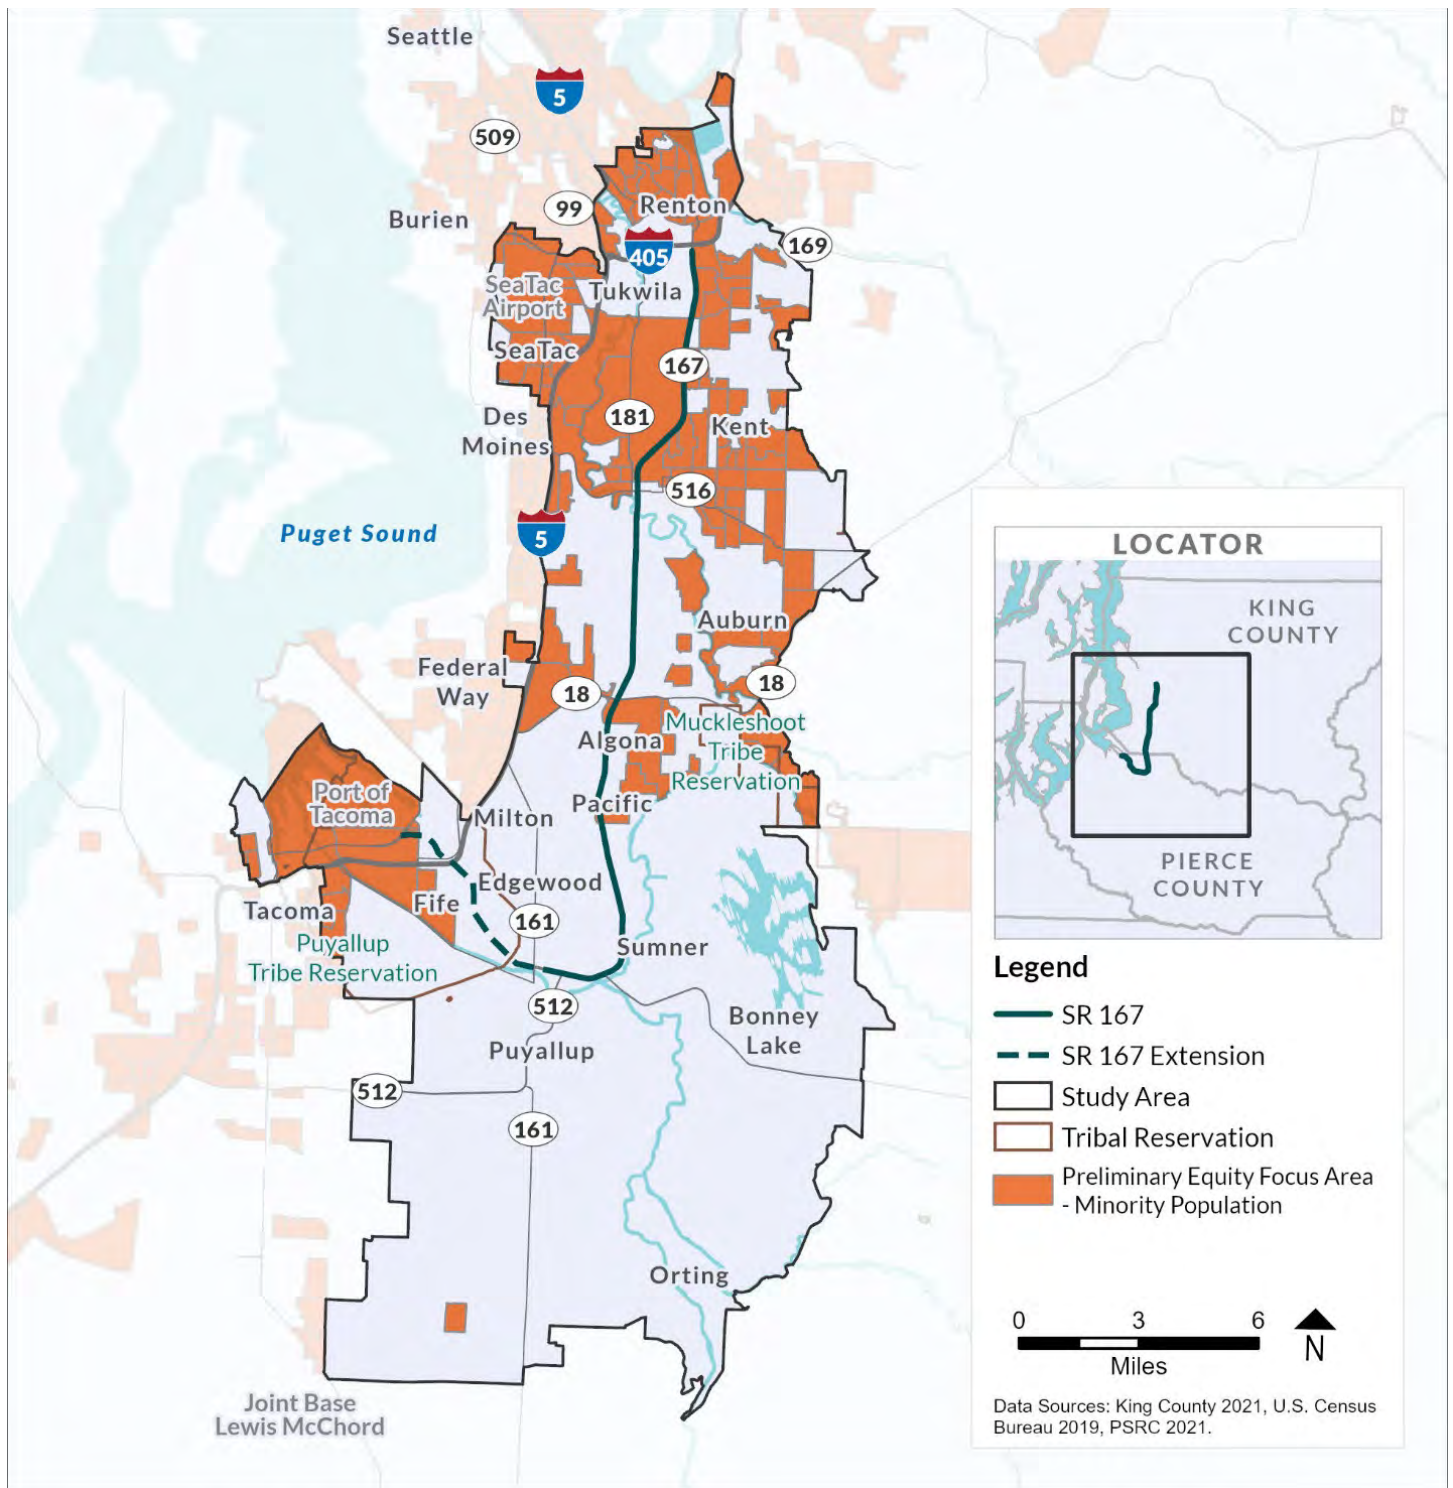 Seattle
5
509
99
Renton
Burien
169
405
SeaTac
Airport
Tukwila
SeaTac
167
181
Des
Moines
Kent
516
Puget Sound
5
Auburn
Federal
Way
18
18
Muckleshoot
Tribe
Reservation
Algona
Port of
Tacoma
Pacific
Milton
Edgewood
Fife
Tacoma
161
Puyallup
Tribe Reservation
Sumner
512
Bonney
Lake
Puyallup
512
161
Orting
Joint Base
Lewis McChord
LOCATOR
KING
COUNTY
PIERCE
COUNTY
Legend
SR 167
SR 167 Extension
Study Area
Tribal Reservation
Preliminary Equity Focus Area
- Minority Population
0 3 6
Miles
N
Data Sources: King County 2021, U.S. Census
Bureau 2019, PSRC 2021.